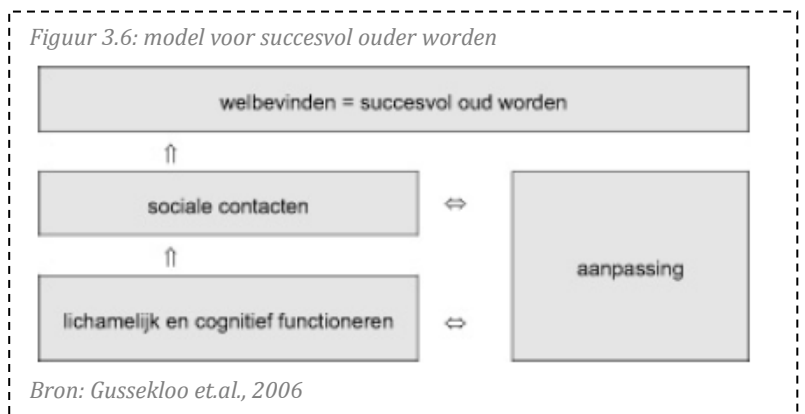 Figuur 3.6: model voor succesvol ouder worden
welbevinden = succesvol oud worden
⇑
sociale contacten
⇔
⇑
aanpassing
lichamelijk en cognitief functioneren
⇔
Bron: Gussekloo et.al., 2006